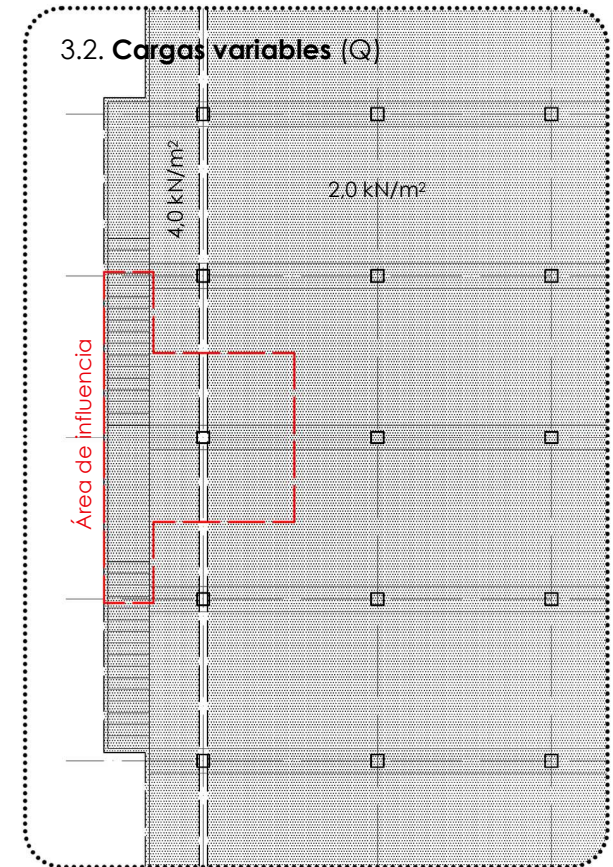 3.2. Cargas variables (Q)
4,0 kN/m²
2,0 kN/m²
Área de influencia